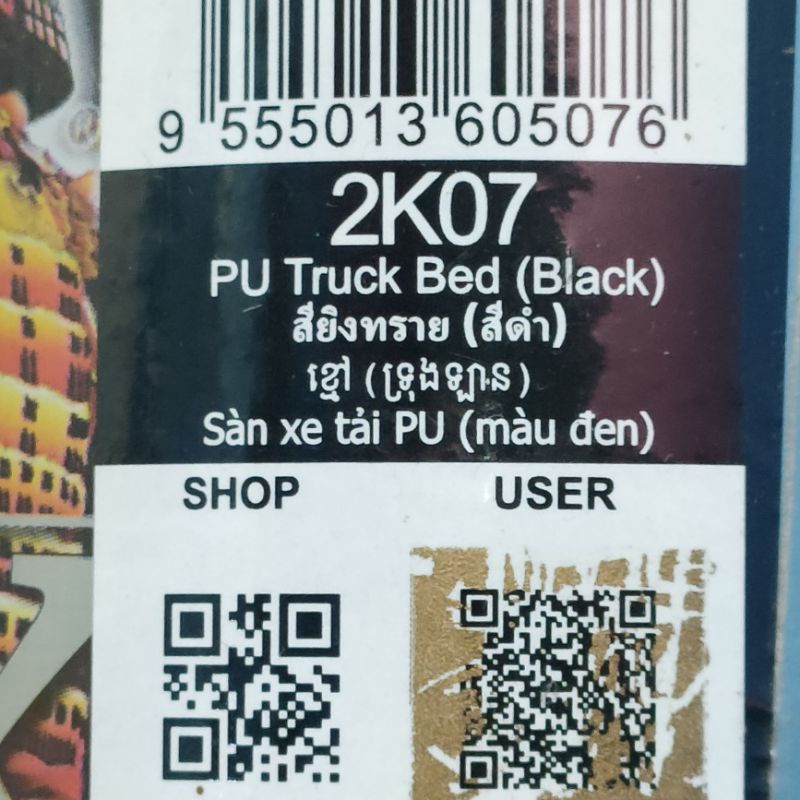 9 555013 605076
2K07
PU Truck Bed (Black)
สียิงทราย (สีดำ)
ខ្មៅ (ទ្រុងឡាន)
Sàn xe tải PU (màu đen)
SHOP USER